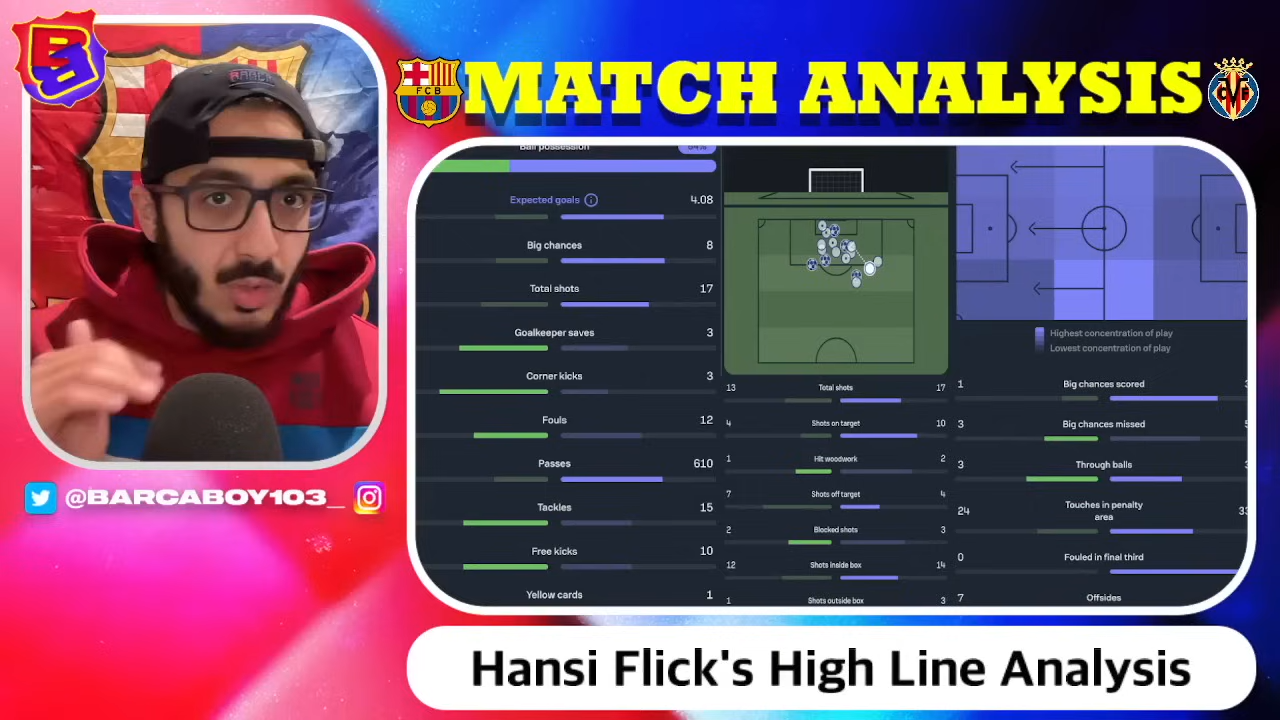 MATCH ANALYSIS
FCB
@BARCABOY103_
Ball possession
Expected goals 4.08
Big chances 8
Total shots 17
Goalkeeper saves 3
Corner kicks 3
Fouls 12
Passes 610
Tackles 15
Free kicks 10
Yellow cards 1
13 Total shots 17
4 Shots on target 10
1 Hit woodwork 2
7 Shots off target 4
2 Blocked shots 3
12 Shots inside box 14
1 Shots outside box 3
Highest concentration of play
Lowest concentration of play
1 Big chances scored
3 Big chances missed
3 Through balls
24 Touches in penalty
area
0 Fouled in final third
7 Offsides
Hansi Flick's High Line Analysis